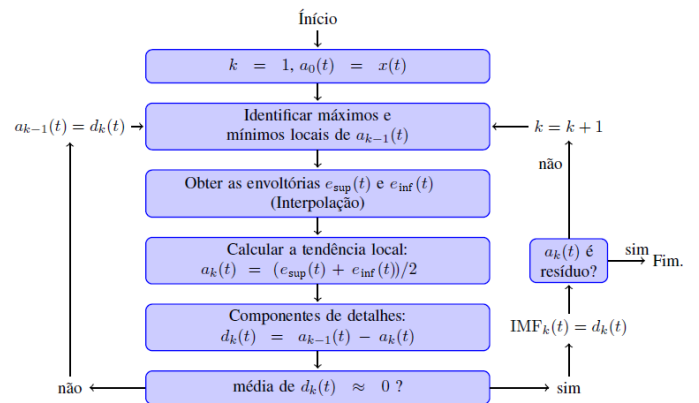 Ínício
k = 1, a_0(t) = x(t)
a_{k−1}(t) = d_k(t)
Identificar máximos e
mínimos locais de a_{k−1}(t)
k = k + 1
não
Obter as envoltórias e_sup(t) e e_inf(t)
(Interpolação)
Calcular a tendência local:
a_k(t) = (e_sup(t) + e_inf(t))/2
a_k(t) é
resíduo?
sim
Fim.
Componentes de detalhes:
d_k(t) = a_{k−1}(t) − a_k(t)
IMF_k(t) = d_k(t)
não
média de d_k(t) ≈ 0 ?
sim